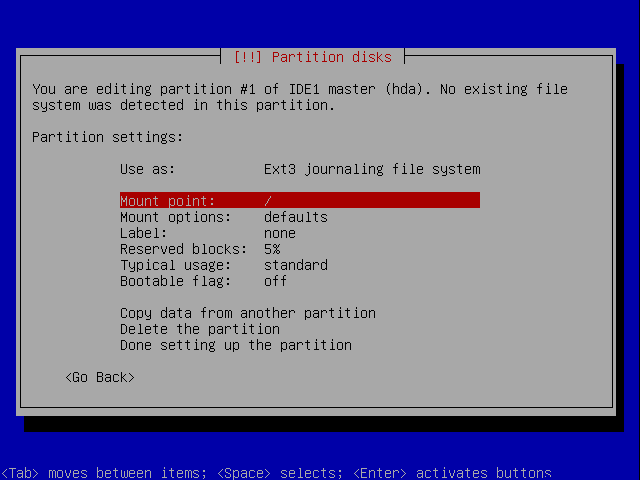 [!!] Partition disks
You are editing partition #1 of IDE1 master (hda). No existing file
system was detected in this partition.
Partition settings:
Use as: Ext3 journaling file system
Mount point: /
Mount options: defaults
Label: none
Reserved blocks: 5%
Typical usage: standard
Bootable flag: off
Copy data from another partition
Delete the partition
Done setting up the partition
<Go Back>
<Tab> moves between items; <Space> selects; <Enter> activates buttons